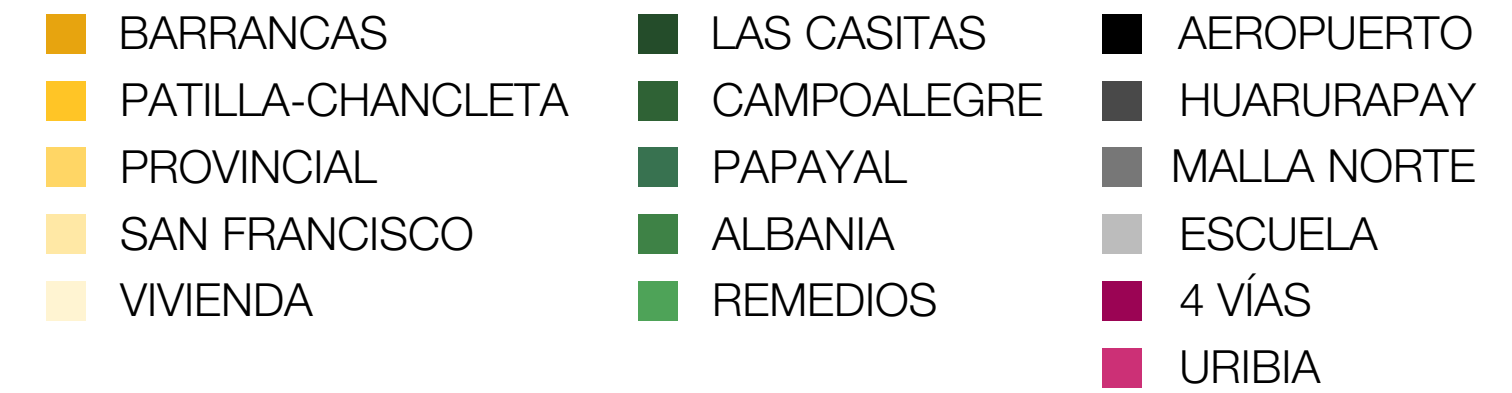 BARRANCAS
PATILLA-CHANCLETA
PROVINCIAL
SAN FRANCISCO
VIVIENDA
LAS CASITAS
CAMPOALEGRE
PAPAYAL
ALBANIA
REMEDIOS
AEROPUERTO
HUARURAPAY
MALLA NORTE
ESCUELA
4 VÍAS
URIBIA